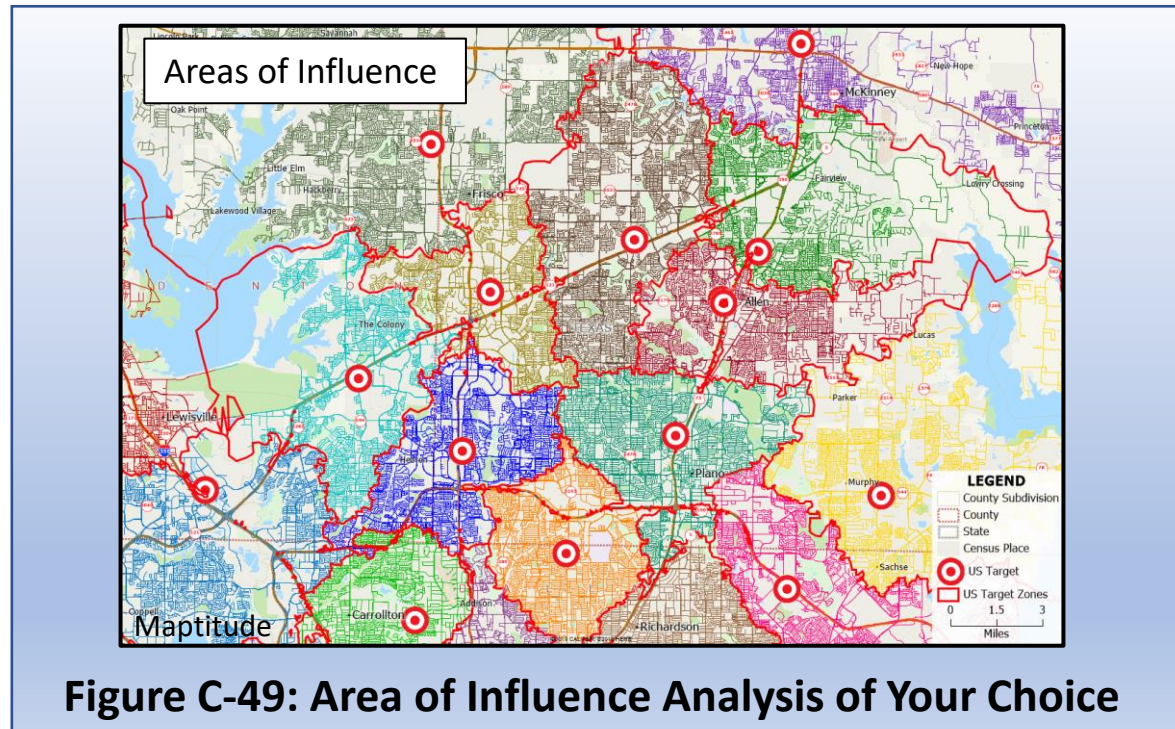 Areas of Influence
Savannah
New Hope
McKinney
Oak Point
Princeton
Little Elm
Hackberry
Frisco
Fairview
Lowry Crossing
Lakewood Village
D E N T O N
The Colony
TEXAS
Allen
Lucas
Lewisville
Parker
Hebron
Plano
Murphy
LEGEND
County Subdivision
County
State
Census Place
US Target
US Target Zones
0 1.5 3
Miles
Sachse
Coppell
Carrollton
Addison
Richardson
Maptitude
Figure C-49: Area of Influence Analysis of Your Choice